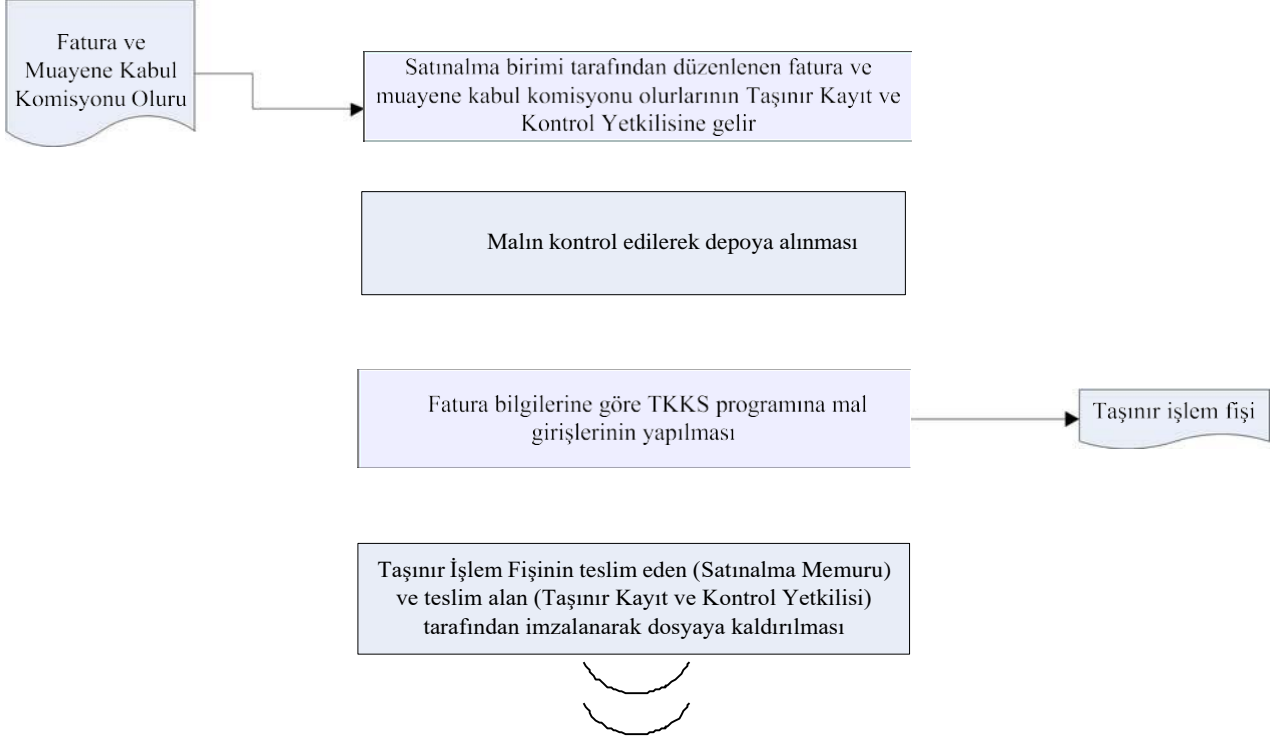 Fatura ve
Muayene Kabul
Komisyonu Oluru
Satınalma birimi tarafından düzenlenen fatura ve
muayene kabul komisyonu olurlarının Taşınır Kayıt ve
Kontrol Yetkilisine gelir
Malın kontrol edilerek depoya alınması
Fatura bilgilerine göre TKKS programına mal
girişlerinin yapılması
Taşınır işlem fişi
Taşınır İşlem Fişinin teslim eden (Satınalma Memuru)
ve teslim alan (Taşınır Kayıt ve Kontrol Yetkilisi)
tarafından imzalanarak dosyaya kaldırılması